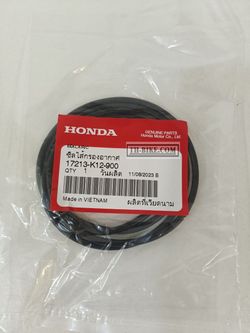 HONDA
GENUINE PARTS
Honda Motor Co., Ltd.
TILBIKE.COM
ซีลไส้กรองอากาศ
17213-K12-900
QTY 1 วันผลิต 11/08/2023 B
Made in VIETNAM ผลิตที่เวียดนาม